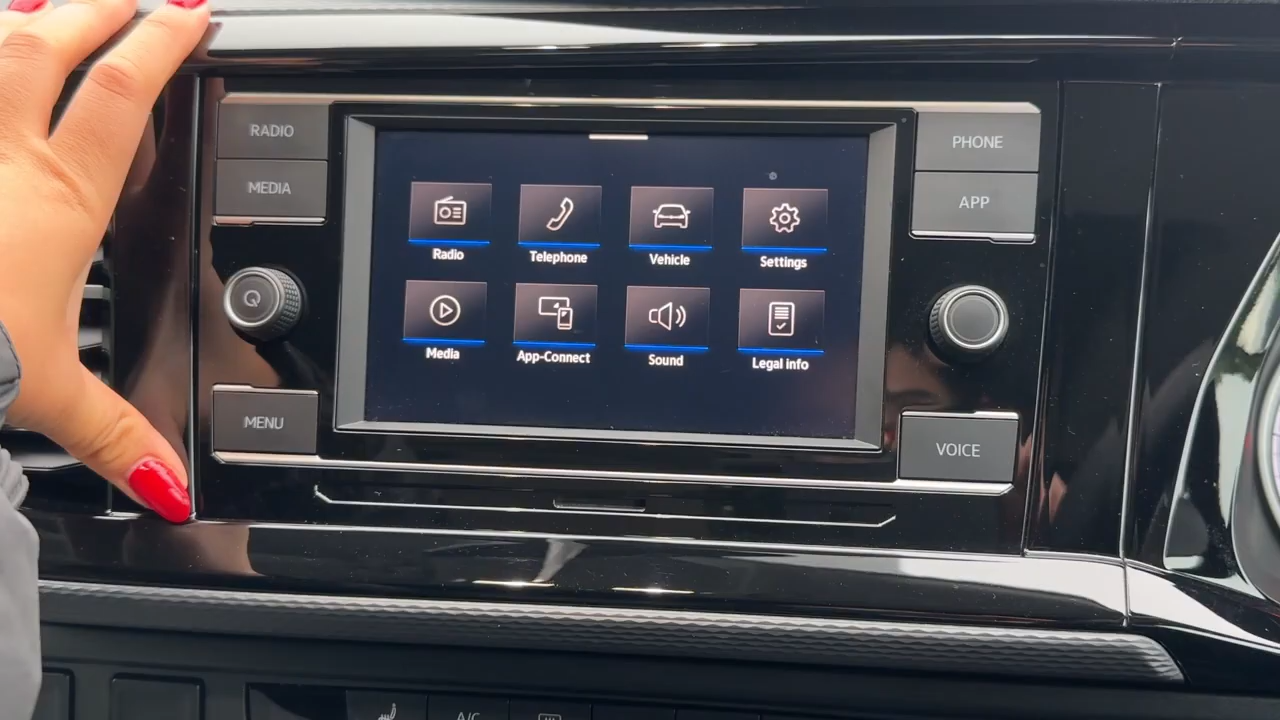 RADIO
MEDIA
PHONE
APP
Radio
Telephone
Vehicle
Settings
Media
App-Connect
Sound
Legal info
MENU
VOICE
A/C